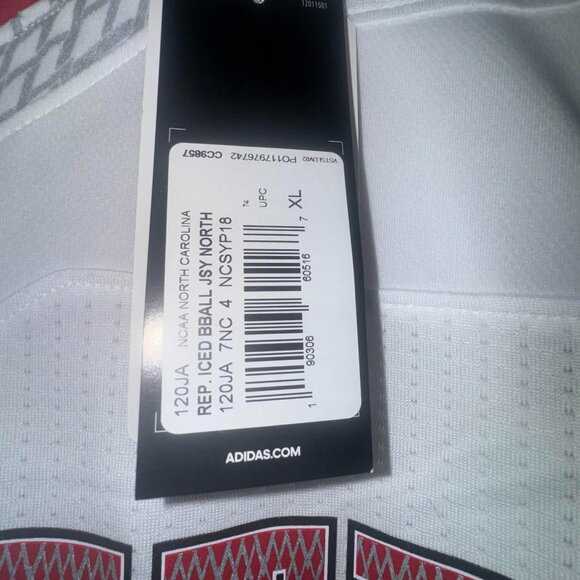 12011501
VSTSLCW02 PO117976742 CC9857
120JA NCAA NORTH CAROLINA
REP. ICED BBALL JSY NORTH
120JA 7NC 4 NCSYP18
74 UPC XL
1 90306 60516 7
ADIDAS.COM